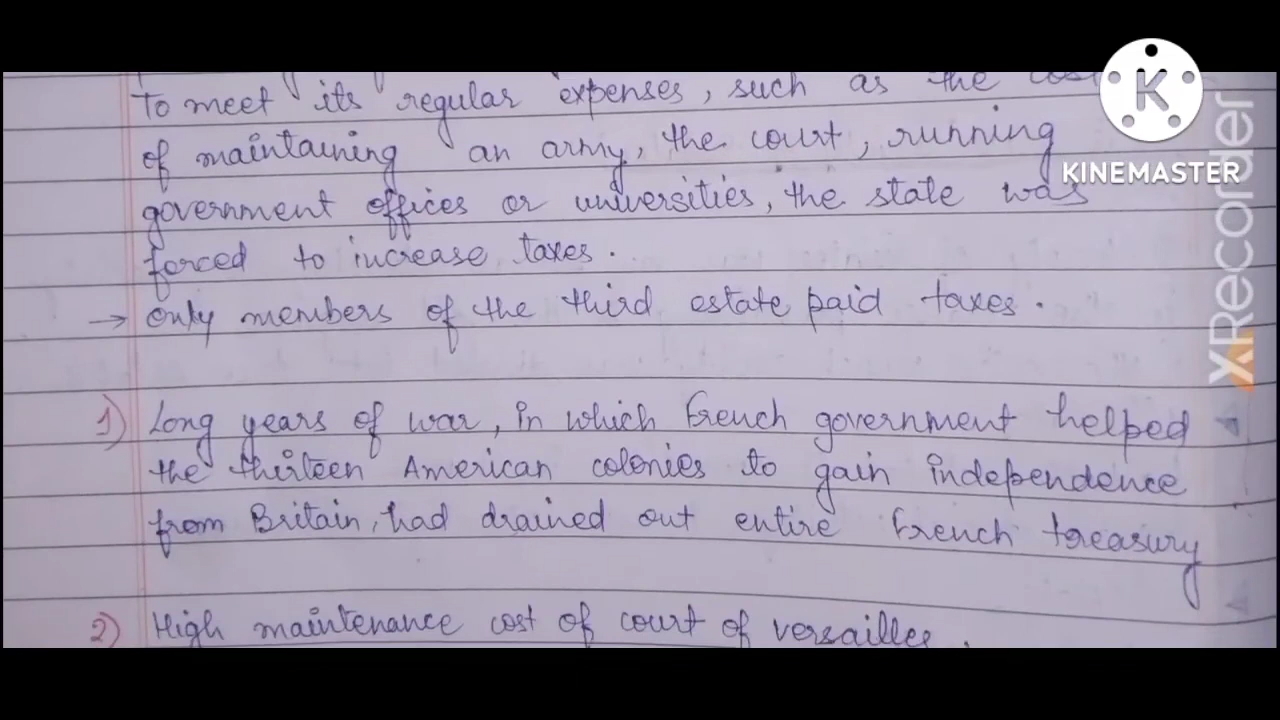 To meet its regular expenses, such as the cost
of maintaining an army, the court, running
government offices or universities, the state was
forced to increase taxes.
→ Only members of the third estate paid taxes.
1) Long years of war, in which French government helped
the thirteen American colonies to gain independence
from Britain, had drained out entire French treasury
2) High maintenance cost of court of versailles.
K
KINEMASTER
XRecorder